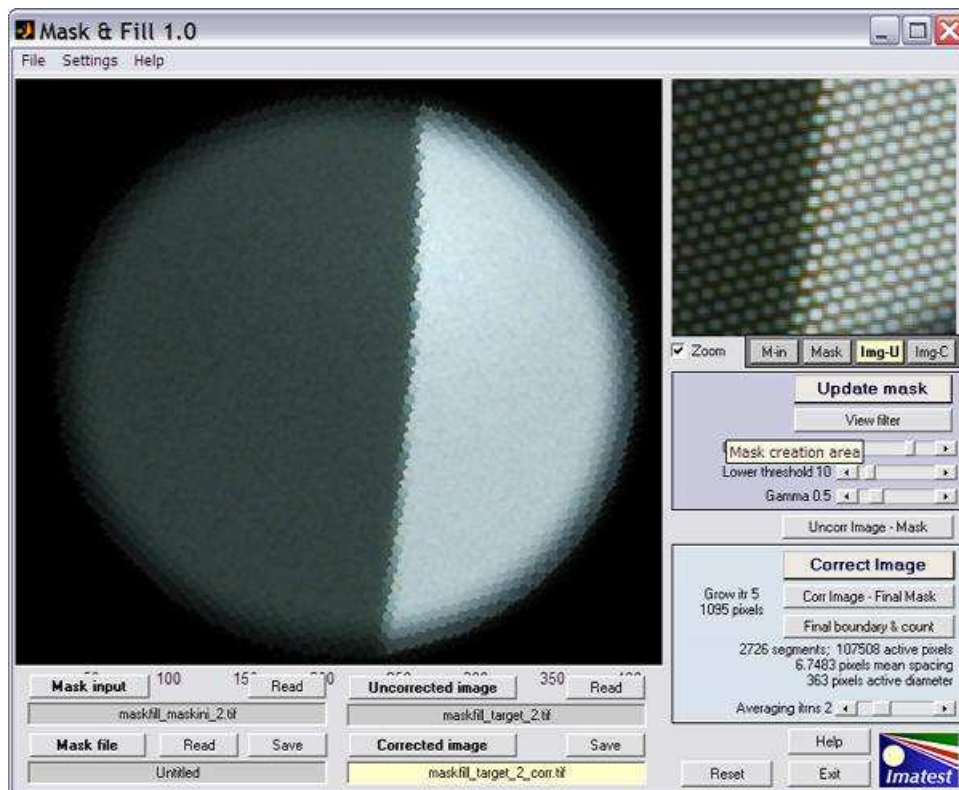 Mask & Fill 1.0
File Settings Help
Zoom M-in Mask Img-U Img-C
Update mask
View filter
Mask creation area
Lower threshold 10
Gamma 0.5
Uncorr Image - Mask
Correct Image
Grow itr 5
1095 pixels
Corr Image - Final Mask
Final boundary & count
2726 segments; 107508 active pixels
6.7483 pixels mean spacing
363 pixels active diameter
Averaging itrns 2
100 350
Mask input Read Uncorrected image Read
maskfill_maskini_2.tif maskfill_target_2.tif
Mask file Read Save Corrected image Save
Untitled maskfill_target_2_corr.tif
Help
Reset Exit
Imatest